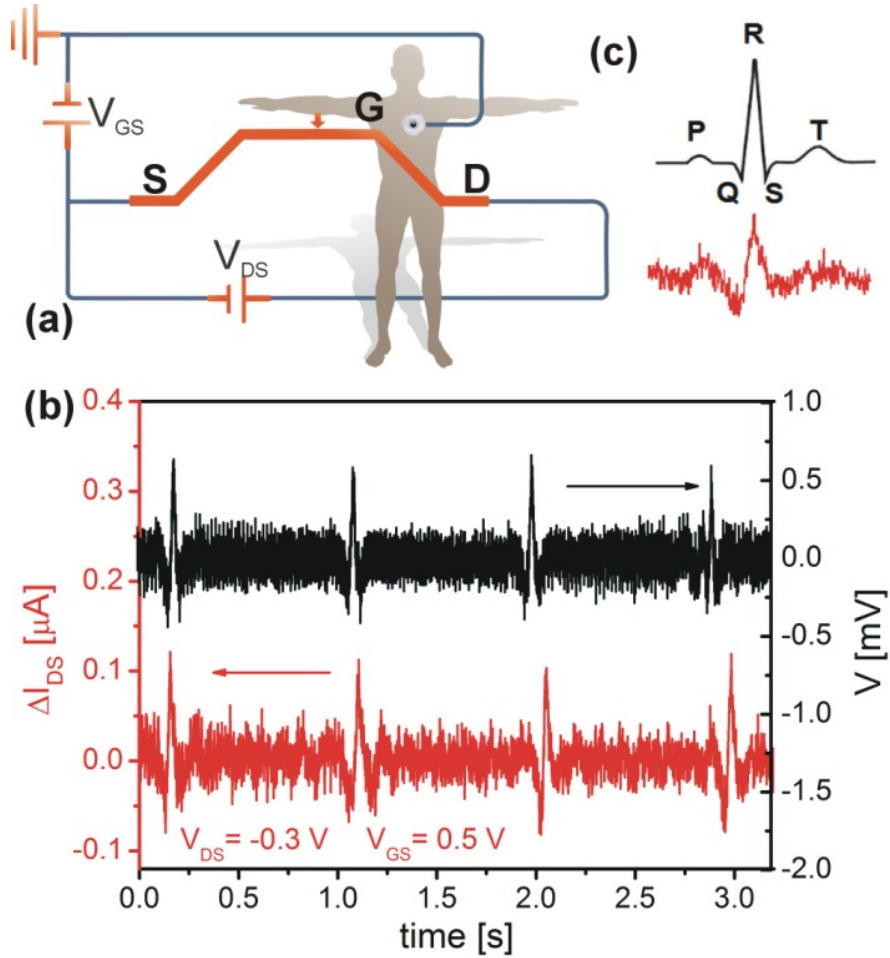 (a)
V_GS
G
S
D
V_DS
(c)
R
P
T
Q
S
(b)
0.4
0.3
0.2
0.1
0.0
-0.1
ΔI_DS [µA]
1.0
0.5
0.0
-0.5
-1.0
-1.5
-2.0
V [mV]
V_DS= -0.3 V V_GS= 0.5 V
0.0 0.5 1.0 1.5 2.0 2.5 3.0
time [s]